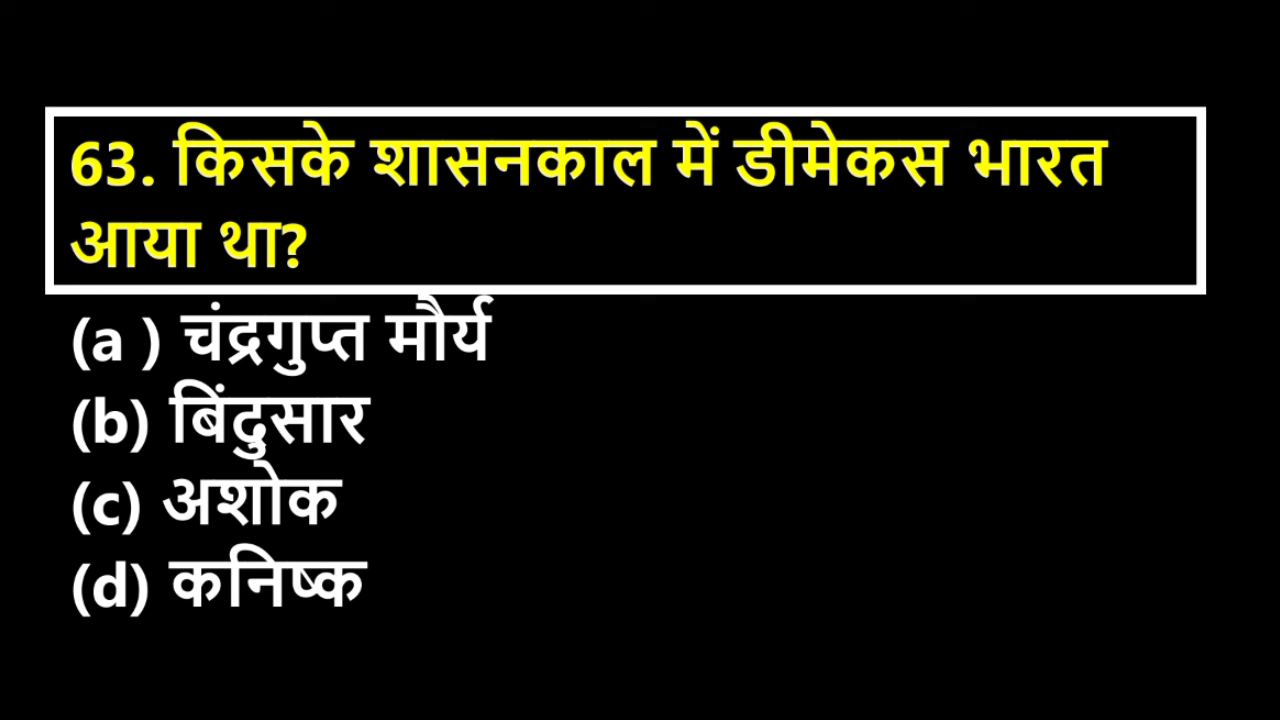 63. किसके शासनकाल में डीमेकस भारत
आया था?
(a ) चंद्रगुप्त मौर्य
(b) बिंदुसार
(c) अशोक
(d) कनिष्क